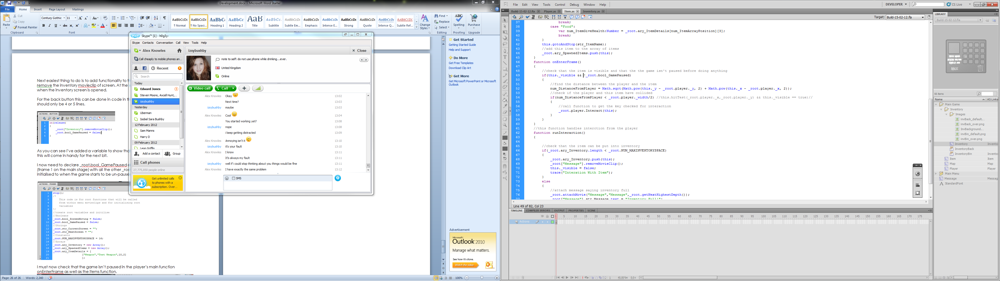 Development.docx - Microsoft Word Starter
File
Home
Insert
Page Layout
Mailings
Paste
Cut
Copy
Format Painter
Clipboard
Century Gothic
11
Font
Paragraph
AaBbCcDc
¶ Normal
AaBbCcDc
¶ No Spaci...
AaBbCc
Heading 1
AaBbCc
Heading 2
AaB
Title
AaBbCc.
Subtitle
AaBbCcDc
Subtle Em...
AaBbCcDc
Emphasis
AaBbCcDc
Intense E...
AaBbCcDc
Strong
AaBbCcDc
Quote
AaBbCcDc
Intense Q...
AABBCCDC
Subtle Ref...
Change Styles
Styles
Find
Replace
Select
Editing
Spelling
Proofing
Purchase
Upgrade
Next easiest thing to do is to add functionality to t
remove the inventory movieclip of screen. At the
when the inventory screen is opened.
For the back button this can be done in code in th
should only be 4 or 5 lines.
ACTIONS - BUTTON
1 on(release)
2 {
3 _root["Inventory"].removeMovieClip();
4 _root.bool_GamePaused = false;
5 }
As you can see I've added a variable to show tha
this will come in handy for the next bit.
I now need to declare _root.bool_GamePaused
(frame 1 on the main stage) with all the other _roo
initialised to when the game starts to be un-pause
ACTIONS - FRAME
1 stop();
2 /*
3 This code is for root functions that will be called
4 from within menu movieclips and for initialising root
5 variables
6 */
7 //create root variables and initilise
8 //Booleans
9 _root.bool_ScreenMoving = false;
10 _root.bool_GamePaused = false;
11 //Strings
12 _root.str_CurrentScreen = "";
13 _root.str_NextScreen = "";
14 //Constants
15 _root.NUM_MAXINVENTORYSPACE = 16;
16 //Arrays
17 _root.ary_Inventory = new Array();
18 _root.ary_SpawnedItems = new Array();
19 _root.ary_ItemDetails = [
20 ["Weapon","Test Weapon",10,2]
21 ];
I must now check that the game isn't paused in the player's main function
onEnterFrame as well as the items function.
Page: 26 of 26
Words: 2,240
100%
Skype™ [1] - h0g3y-
Skype
Contacts
Conversation
Call
View
Tools
Help
Alex Knowles
Call cheaply to mobile phones an...
Recent
1
Search
Today
Edward Jones
1
Steven Moore, Axcell Hunt,...
izsybushby
Yesterday
Uberman
Isobel Sara Bushby
12 February 2012
Sam Manns
Harry D
09 February 2012
Leon Griffin
Add a contact
Group
Call phones
27,775,850 people online
Get unlimited calls
to phones with a
subscription. Over...
izsybushby
Close
note to self: do not use phone while drinking...ever.
United Kingdom
Online
Video call
Call
Alex Knowles Okay 13:02
Next time? 13:03
izsybushby maybe 13:03
Alex Knowles Cool 13:04
You started working yet? 13:08
izsybushby nope 13:08
i keep getting distracted 13:09
Alex Knowles Annoying isn't it 13:10
izsybushby it's your fault 13:10
Alex Knowles I know 13:11
It's always my fault 13:11
izsybushby well if i could stop thinking about you things would be fine 13:11
Alex Knowles I have exactly the same problem 13:12
SMS
Get Started
Getting Started Guide
Help and Support
Do More
Get Free Templates
Download Clip Art
Get More
Get Microsoft PowerPoint or Microsoft
Outlook
Advertisement
Microsoft
Outlook 2010
Manage what matters.
See how it's done.
Watch the video
Fl
File
Edit
View
Tools
Control
Debug
Window
Help
DEVELOPER
CS Live
Build-15-02-12.fla
Player.as
Item.as
Inventory.as
Target: Build-15-02-12.fla
37 break;
38 case "Food":
39 var num_ItemGiveHealth:Number = _root.ary_ItemDetails[num_ItemArrayPosition][3];
40 break;
41 }
42 this.gotoAndStop(str_ItemName);
43 //add this item to the array of items
44 _root.ary_SpawnedItems.push(this);
45 }
46 function onEnterFrame()
47 {
48 //check that the item is visible and that the the game isn't paused before doing anything
49 if(this._visible && !_root.bool_GamePaused)
50 {
51 //find the distance between the player and the item
52 num_DistanceFromPlayer = Math.sqrt(Math.pow(this._y - _root.player._y, 2) + Math.pow(this._x - _root.player._x, 2));
53 //check if the player and this item have collided
54 if(num_DistanceFromPlayer < _root.player._width/2) //this.hitTest(_root.player._x,_root.player._y) && this._visible == true)//
55 {
56 //call function to get the key checked for interaction
57 _root.player.Interact(this);
58 }
59 }
60 }
61 //this function handles interction from the player
62 function runInteraction()
63 {
64
65 //check that the item can be put into inventory
66 if(_root.ary_Inventory.length < _root.NUM_MAXINVENTORYSPACE)
67 {
68 _root.ary_Inventory.push(this);
69 _root["Message"].removeMovieClip();
70 this._visible = false;
71 trace("Interation With Item");
72 }
73 else
74 {
75 //attach message saying inventory full
76 _root.attachMovie("Message","Message",_root.getNextHighestDepth());
77 _root["Message"].str_Message.text = "Inventory Full!";
Line 49 of 82, Col 23
TIMELINE
COMPILER ERRORS
OUTPUT
PROPERTIES
SCENE
1 5 10 15 20 25 30 35 40 45 50 55 60 65 70 75 80 85 90 95 100 105 110 115 120 125 130 135 140 145 150 155 160 165 170 175
Actions
1
45.00 fps
0.0 s
LIBRARY
Build-15-02-12.fla
BACK
66 items
Name
AS Linka
Main Game
Inventory
Images
invBack_default...
invBack_over.png
InvBackground....
invBin_default.png
invBin_over.png
Inventory
Invento
InventoryBack
InventoryBin
Invento
Item
Item
Map
Map
Player
Player
Main Menu
Message
Messag
StandardFont